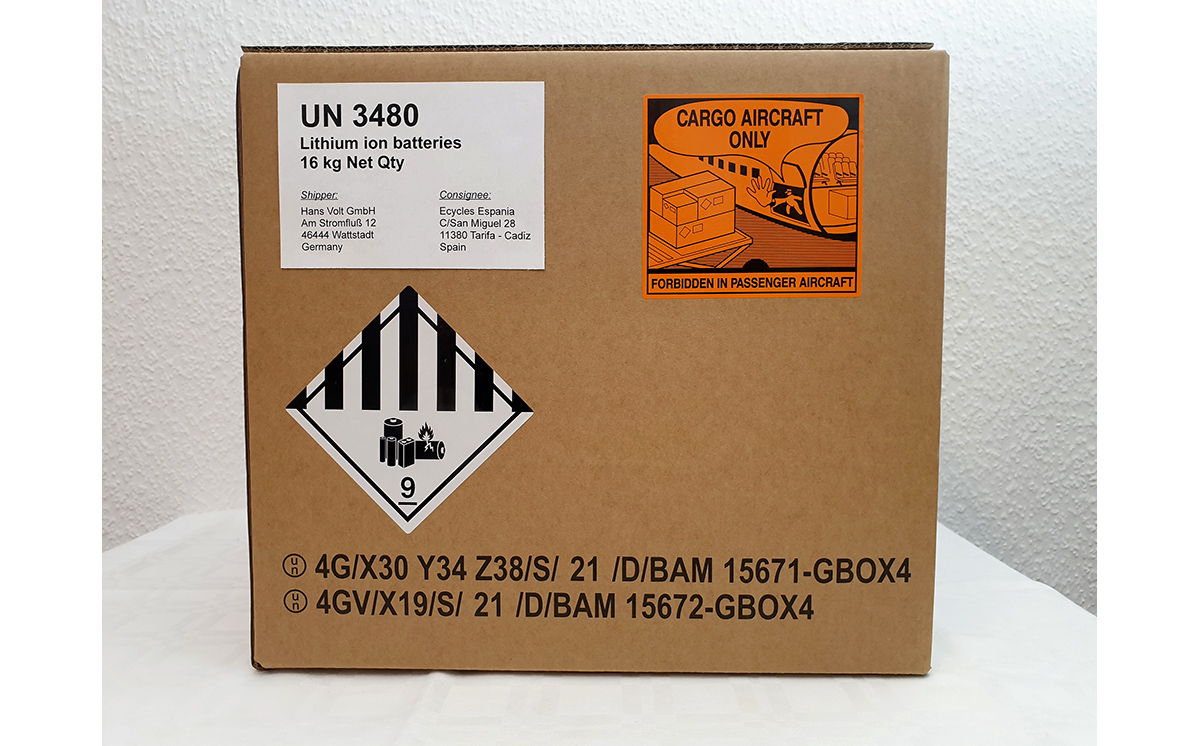 UN 3480
Lithium ion batteries
16 kg Net Qty
Shipper:
Hans Volt GmbH
Am Stromfluß 12
46444 Wattstadt
Germany
Consignee:
Ecycles Espania
C/San Miguel 28
11380 Tarifa - Cadiz
Spain
CARGO AIRCRAFT
ONLY
FORBIDDEN IN PASSENGER AIRCRAFT
9
un 4G/X30 Y34 Z38/S/ 21 /D/BAM 15671-GBOX4
un 4GV/X19/S/ 21 /D/BAM 15672-GBOX4